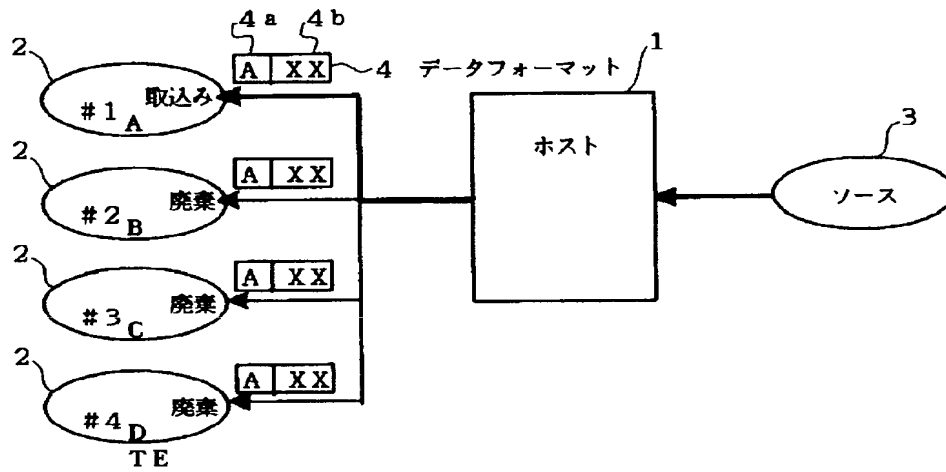 4a 4b
2 A XX 4 データフォーマット 1
#1 A 取込み
ホスト
3
2 A XX
#2 B 廃棄
ソース
2 A XX
#3 C 廃棄
2 A XX
#4 D 廃棄
TE